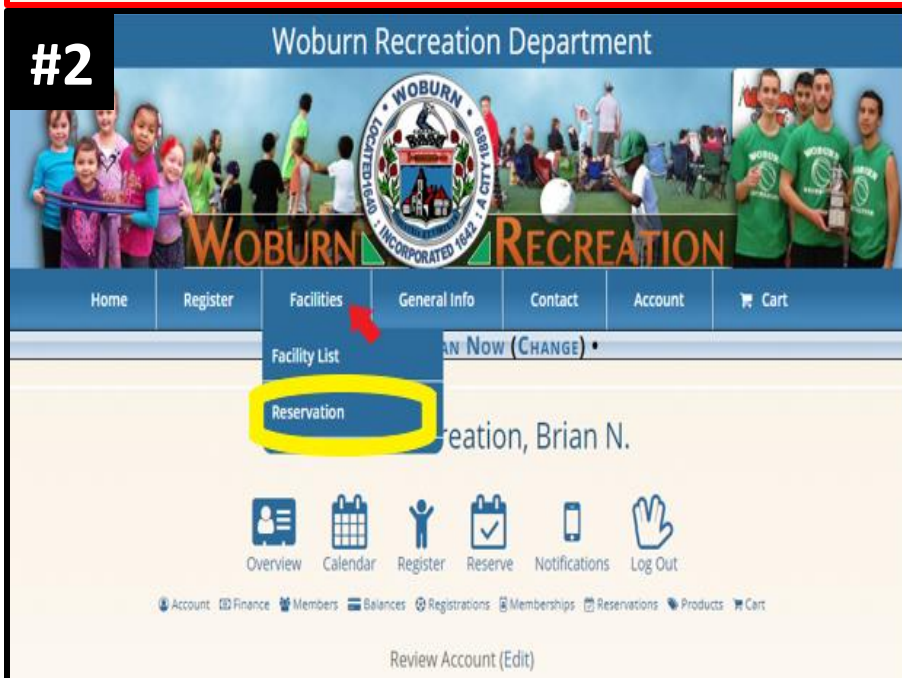 #2
Woburn Recreation Department
WOBURN
LOCATED 1640
A CITY 1889
INCORPORATED 1642
WOBURN RECREATION
Home Register Facilities General Info Contact Account Cart
Facility List
AN NOW (CHANGE) •
Reservation
reation, Brian N.
Overview Calendar Register Reserve Notifications Log Out
Account Finance Members Balances Registrations Memberships Reservations Products Cart
Review Account (Edit)